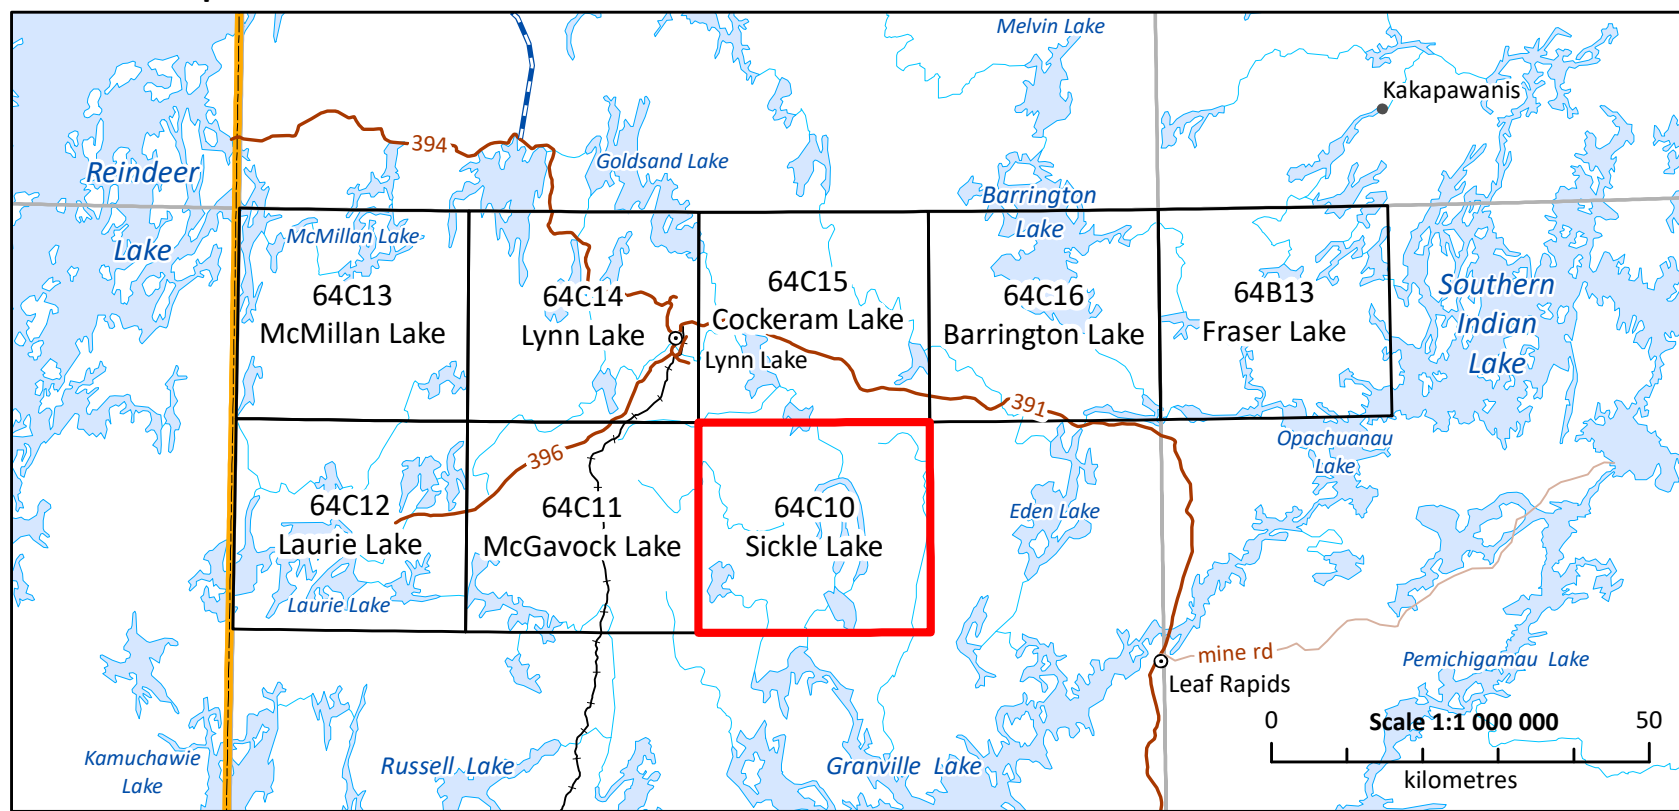 Melvin Lake
Kakapawanis
394
Goldsand Lake
Reindeer
Lake
Barrington
Lake
McMillan Lake
64C13
McMillan Lake
64C14
Lynn Lake
64C15
Cockeram Lake
64C16
Barrington Lake
64B13
Fraser Lake
Southern
Indian
Lake
Lynn Lake
391
396
Opachuanau
Lake
64C12
Laurie Lake
64C11
McGavock Lake
64C10
Sickle Lake
Eden Lake
Laurie Lake
mine rd
Pemichigamau Lake
Leaf Rapids
0
Scale 1:1 000 000
50
kilometres
Kamuchawie
Lake
Russell Lake
Granville Lake